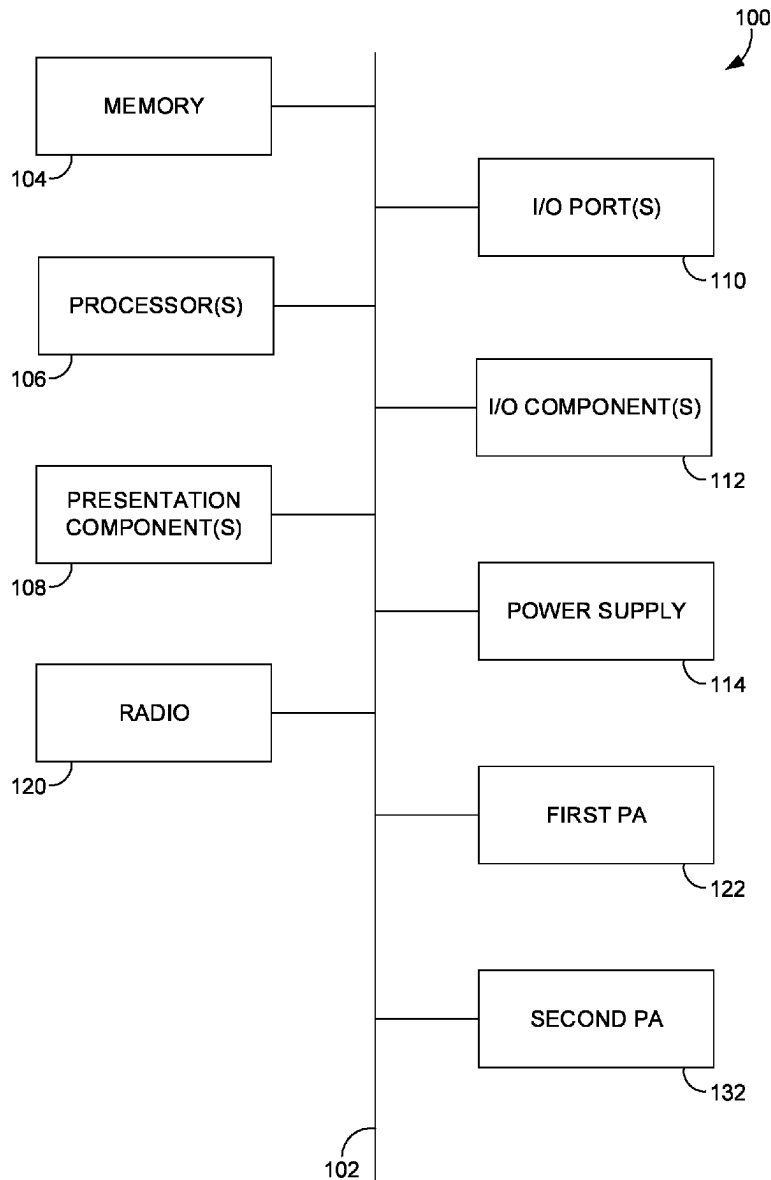 100
MEMORY
104
I/O PORT(S)
110
PROCESSOR(S)
106
I/O COMPONENT(S)
112
PRESENTATION
COMPONENT(S)
108
POWER SUPPLY
114
RADIO
120
FIRST PA
122
SECOND PA
132
102